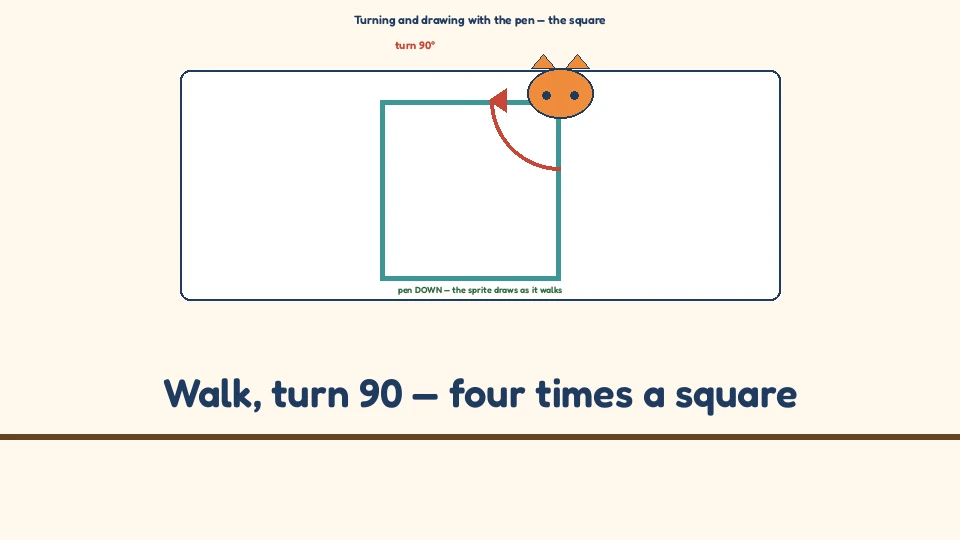 Turning and drawing with the pen — the square
turn 90°
pen DOWN — the sprite draws as it walks
Walk, turn 90 — four times a square